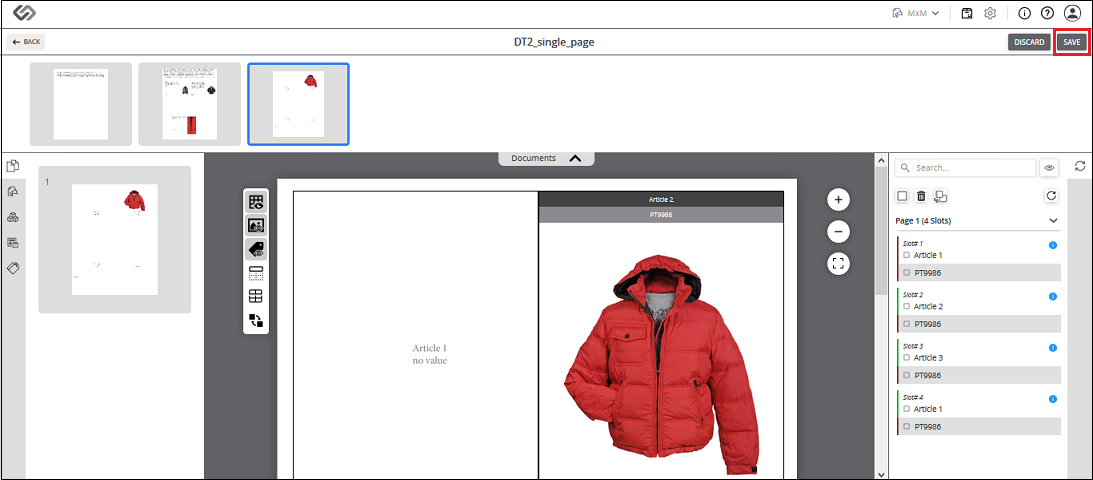 MxM
BACK
DT2_single_page
DISCARD
SAVE
Documents
Search...
1
Article 2
PT9986
Page 1 (4 Slots)
Slot# 1
Article 1
PT9986
Slot# 2
Article 2
PT9986
Slot# 3
Article 3
PT9986
Slot# 4
Article 1
PT9986
Article 1
no value